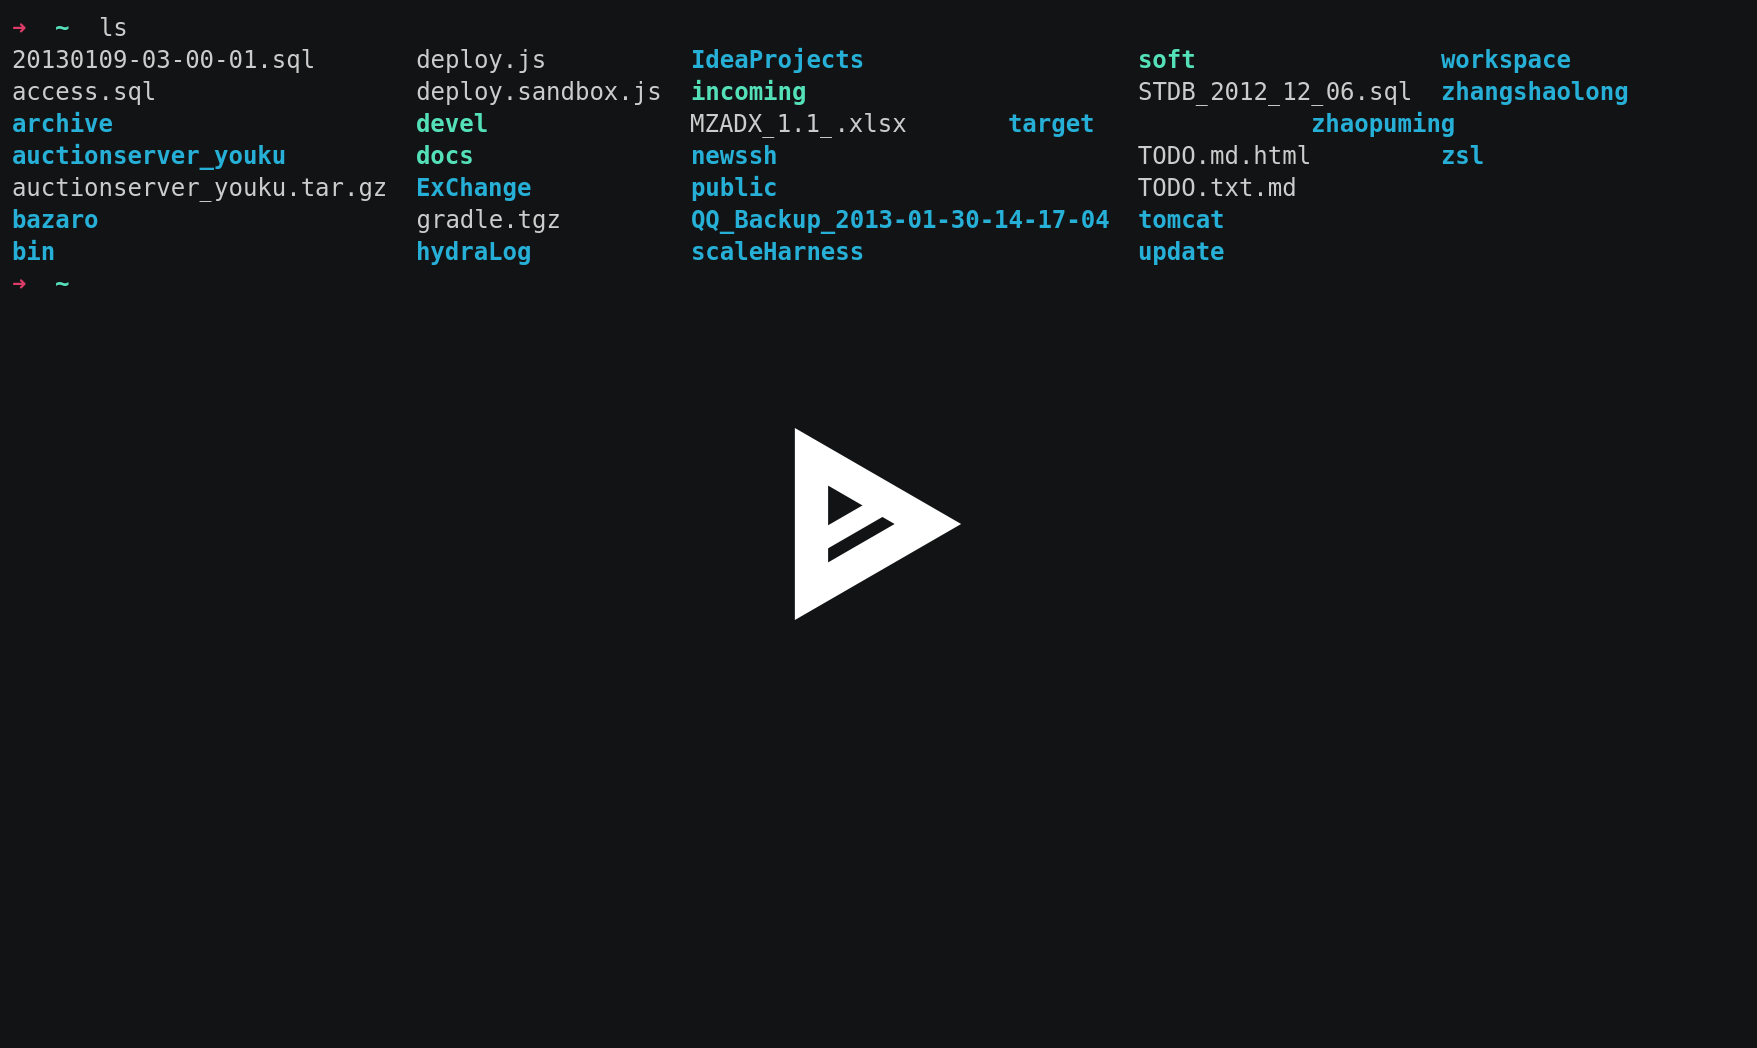 ➜  ~  ls
20130109-03-00-01.sql       deploy.js          IdeaProjects                   soft                 workspace
access.sql                  deploy.sandbox.js  incoming                       STDB_2012_12_06.sql  zhangshaolong
archive                     devel              MZADX_1.1_.xlsx       target               zhaopuming
auctionserver_youku         docs               newssh                         TODO.md.html         zsl
auctionserver_youku.tar.gz  ExChange           public                         TODO.txt.md
bazaro                      gradle.tgz         QQ_Backup_2013-01-30-14-17-04  tomcat
bin                         hydraLog           scaleHarness                   update
➜  ~